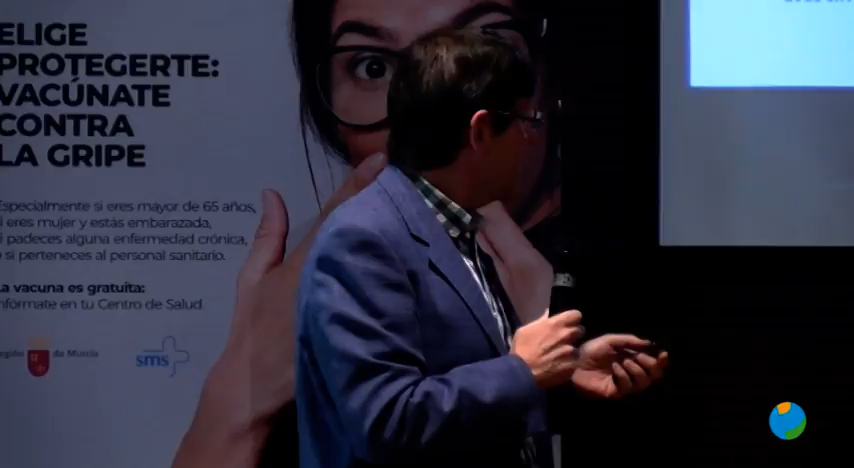 ELIGE
PROTEGERTE:
VACÚNATE
CONTRA
LA GRIPE
Especialmente si eres mayor de 65 años,
i eres mujer y estás embarazada,
i padeces alguna enfermedad crónica,
o si perteneces al personal sanitario.
La vacuna es gratuita:
nfórmate en tu Centro de Salud.
Región de Murcia
sms